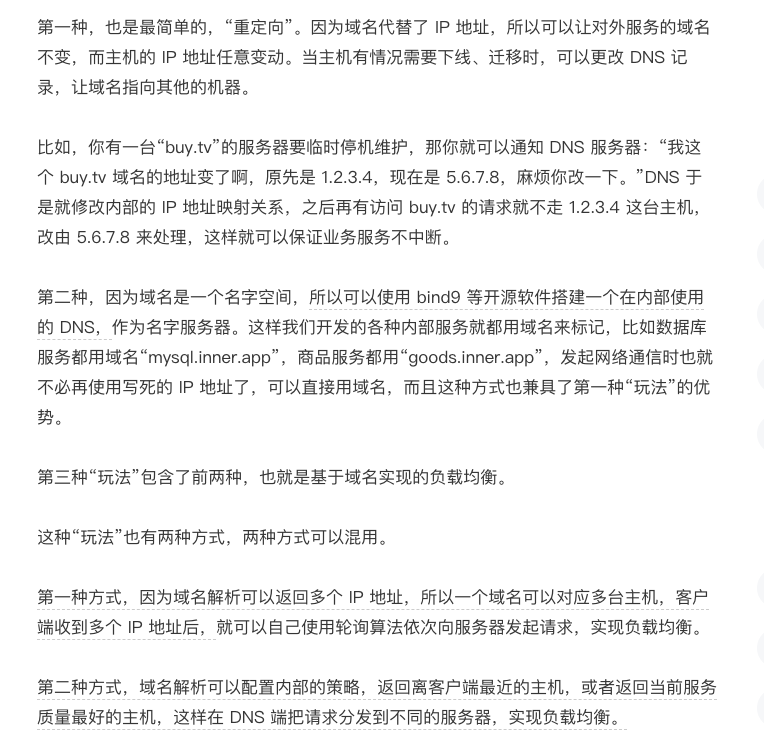 第一种，也是最简单的，“重定向”。因为域名代替了 IP 地址，所以可以让对外服务的域名
不变，而主机的 IP 地址任意变动。当主机有情况需要下线、迁移时，可以更改 DNS 记
录，让域名指向其他的机器。
比如，你有一台“buy.tv”的服务器要临时停机维护，那你就可以通知 DNS 服务器：“我这
个 buy.tv 域名的地址变了啊，原先是 1.2.3.4，现在是 5.6.7.8，麻烦你改一下。”DNS 于
是就修改内部的 IP 地址映射关系，之后再有访问 buy.tv 的请求就不走 1.2.3.4 这台主机，
改由 5.6.7.8 来处理，这样就可以保证业务服务不中断。
第二种，因为域名是一个名字空间，所以可以使用 bind9 等开源软件搭建一个在内部使用
的 DNS，作为名字服务器。这样我们开发的各种内部服务就都用域名来标记，比如数据库
服务都用域名“mysql.inner.app”，商品服务都用“goods.inner.app”，发起网络通信时也就
不必再使用写死的 IP 地址了，可以直接用域名，而且这种方式也兼具了第一种“玩法”的优
势。
第三种“玩法”包含了前两种，也就是基于域名实现的负载均衡。
这种“玩法”也有两种方式，两种方式可以混用。
第一种方式，因为域名解析可以返回多个 IP 地址，所以一个域名可以对应多台主机，客户
端收到多个 IP 地址后，就可以自己使用轮询算法依次向服务器发起请求，实现负载均衡。
第二种方式，域名解析可以配置内部的策略，返回离客户端最近的主机，或者返回当前服务
质量最好的主机，这样在 DNS 端把请求分发到不同的服务器，实现负载均衡。